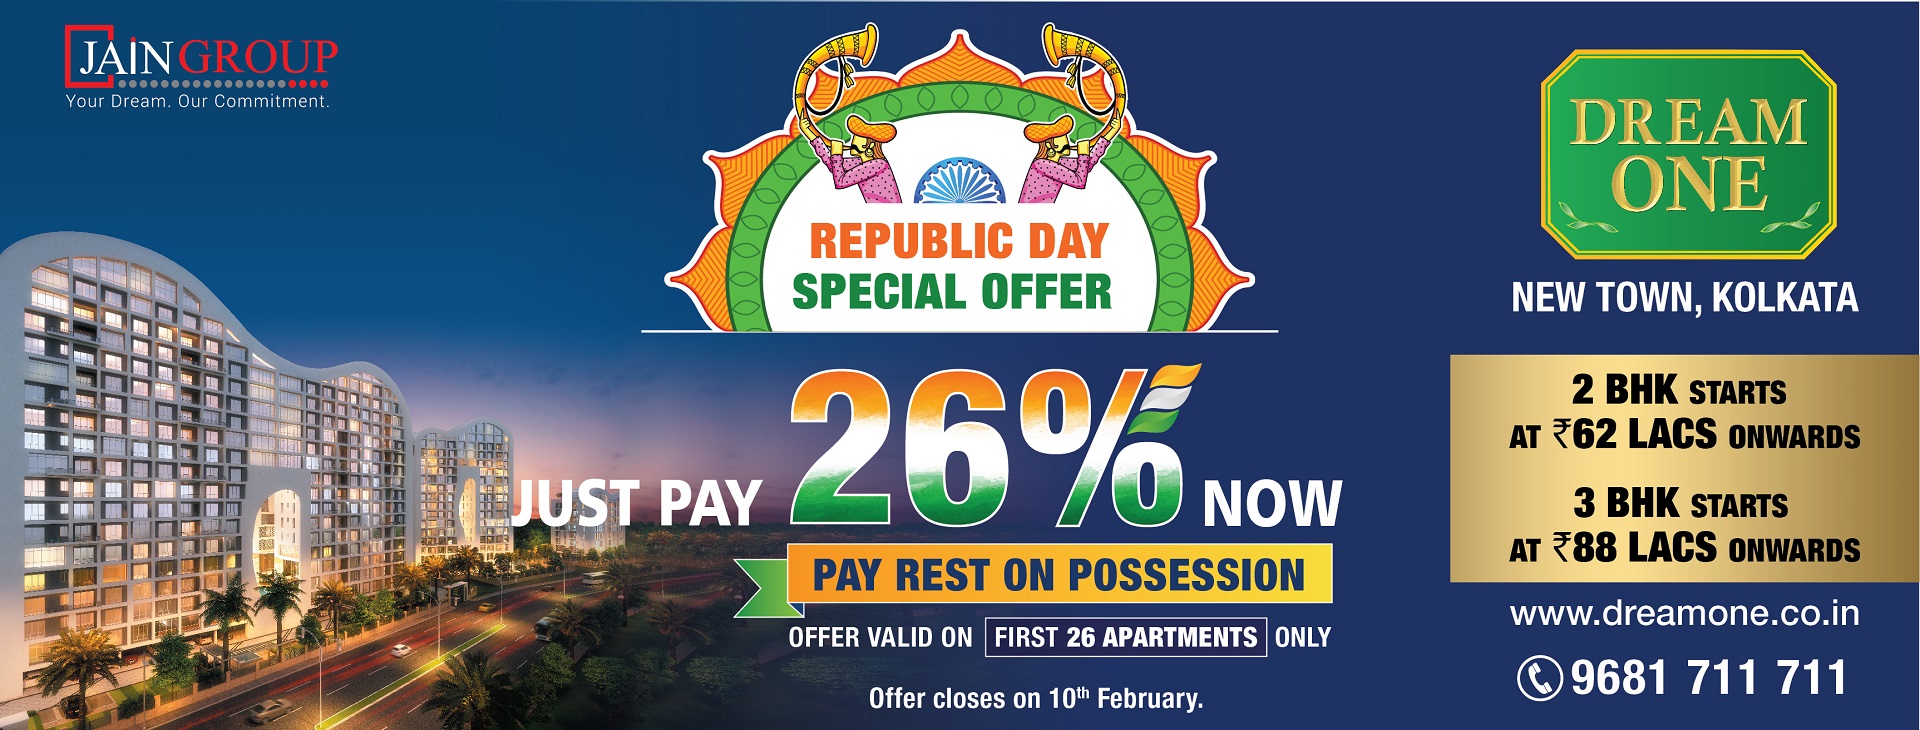 JAIN GROUP
Your Dream. Our Commitment.
REPUBLIC DAY
SPECIAL OFFER
JUST PAY 26% NOW
PAY REST ON POSSESSION
OFFER VALID ON FIRST 26 APARTMENTS ONLY
Offer closes on 10th February.
DREAM
ONE
NEW TOWN, KOLKATA
2 BHK STARTS
AT ₹62 LACS ONWARDS
3 BHK STARTS
AT ₹88 LACS ONWARDS
www.dreamone.co.in
9681 711 711